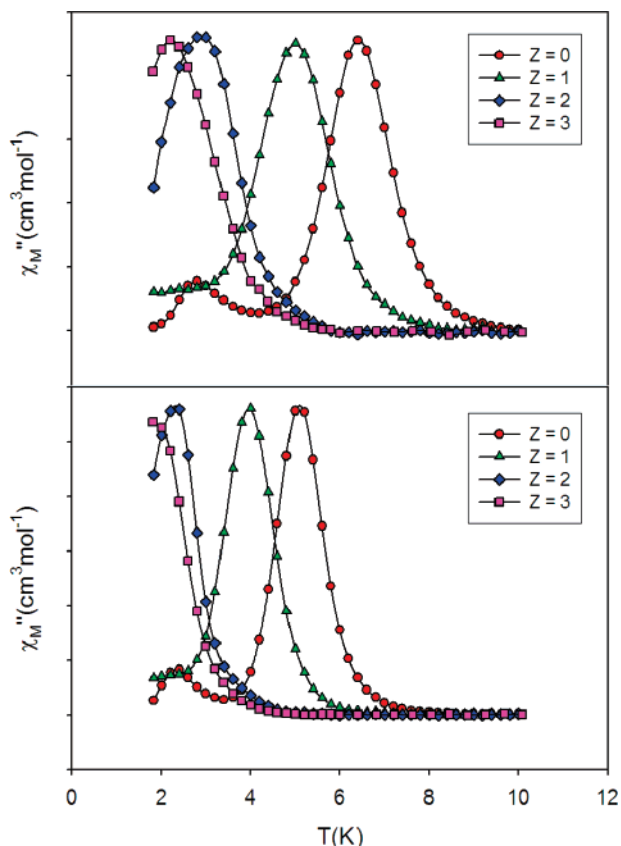 χM''(cm³mol⁻¹)
Z = 0
Z = 1
Z = 2
Z = 3
χM''(cm³mol⁻¹)
Z = 0
Z = 1
Z = 2
Z = 3
0 2 4 6 8 10 12
T(K)